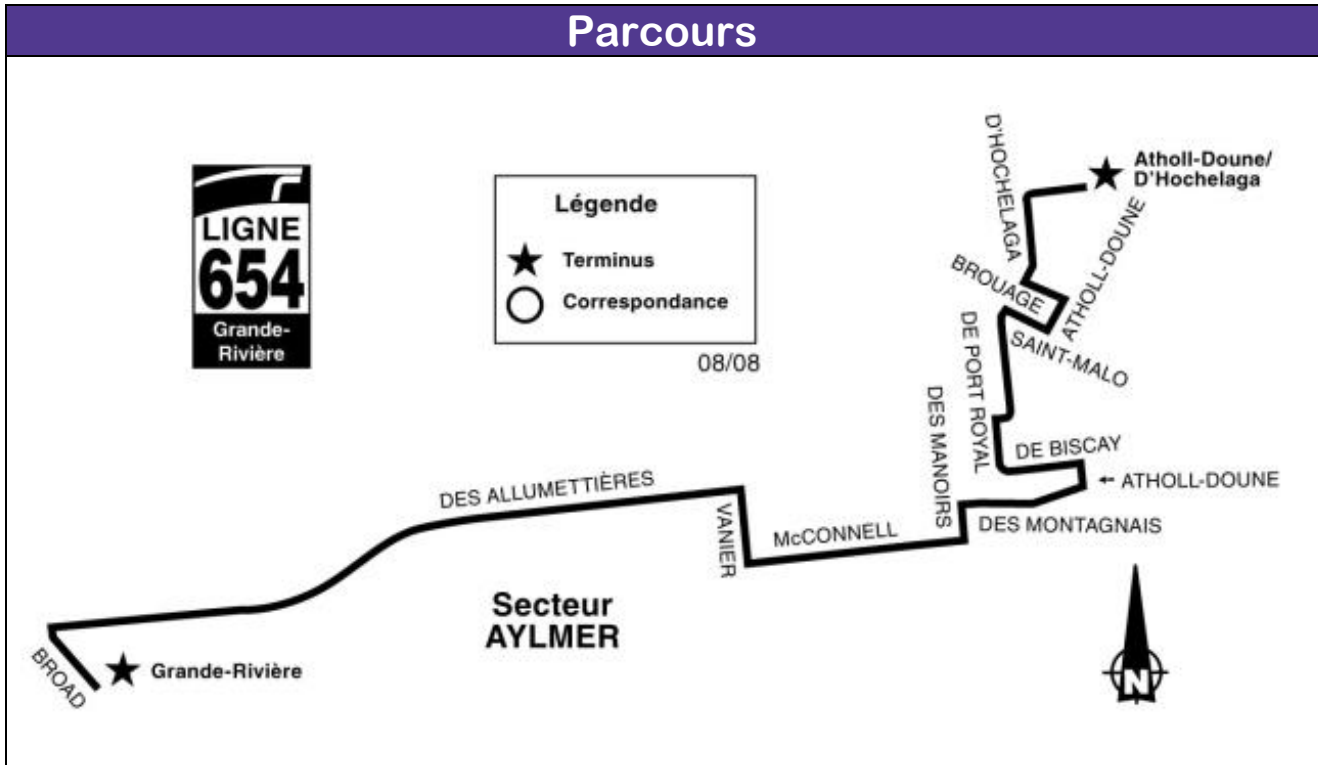 Parcours
LIGNE
654
Grande-
Rivière
Légende
Terminus
Correspondance
08/08
D'HOCHELAGA
Atholl-Doune/
D'Hochelaga
ATHOLL-DOUNE
BROUAGE
SAINT-MALO
DE PORT ROYAL
DES MANOIRS
DE BISCAY
← ATHOLL-DOUNE
DES MONTAGNAIS
DES ALLUMETTIÈRES
VANIER
McCONNELL
Secteur
AYLMER
BROAD
Grande-Rivière
N